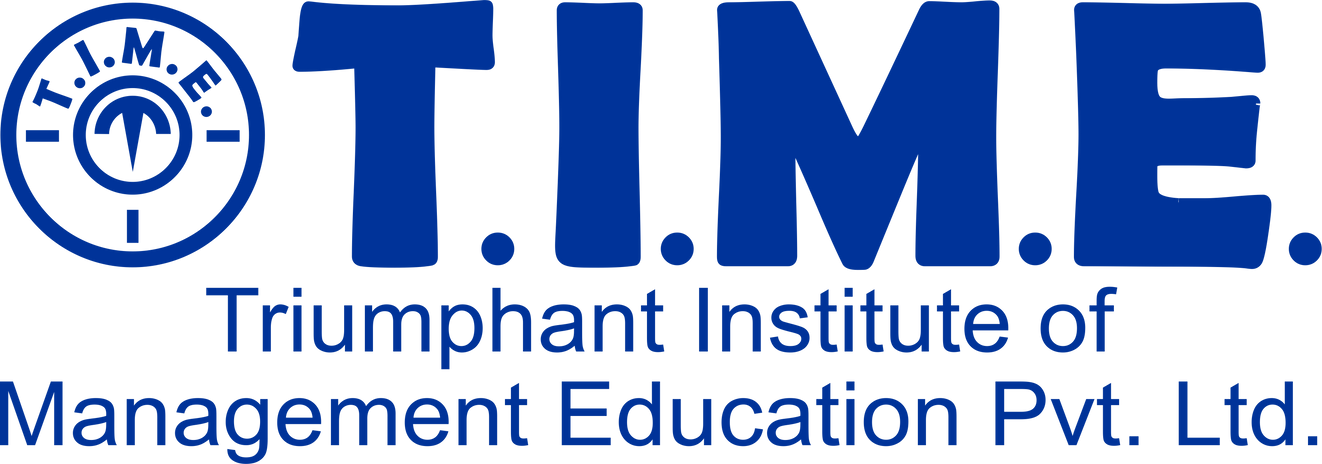 T.I.M.E.
T.I.M.E.
Triumphant Institute of
Management Education Pvt. Ltd.